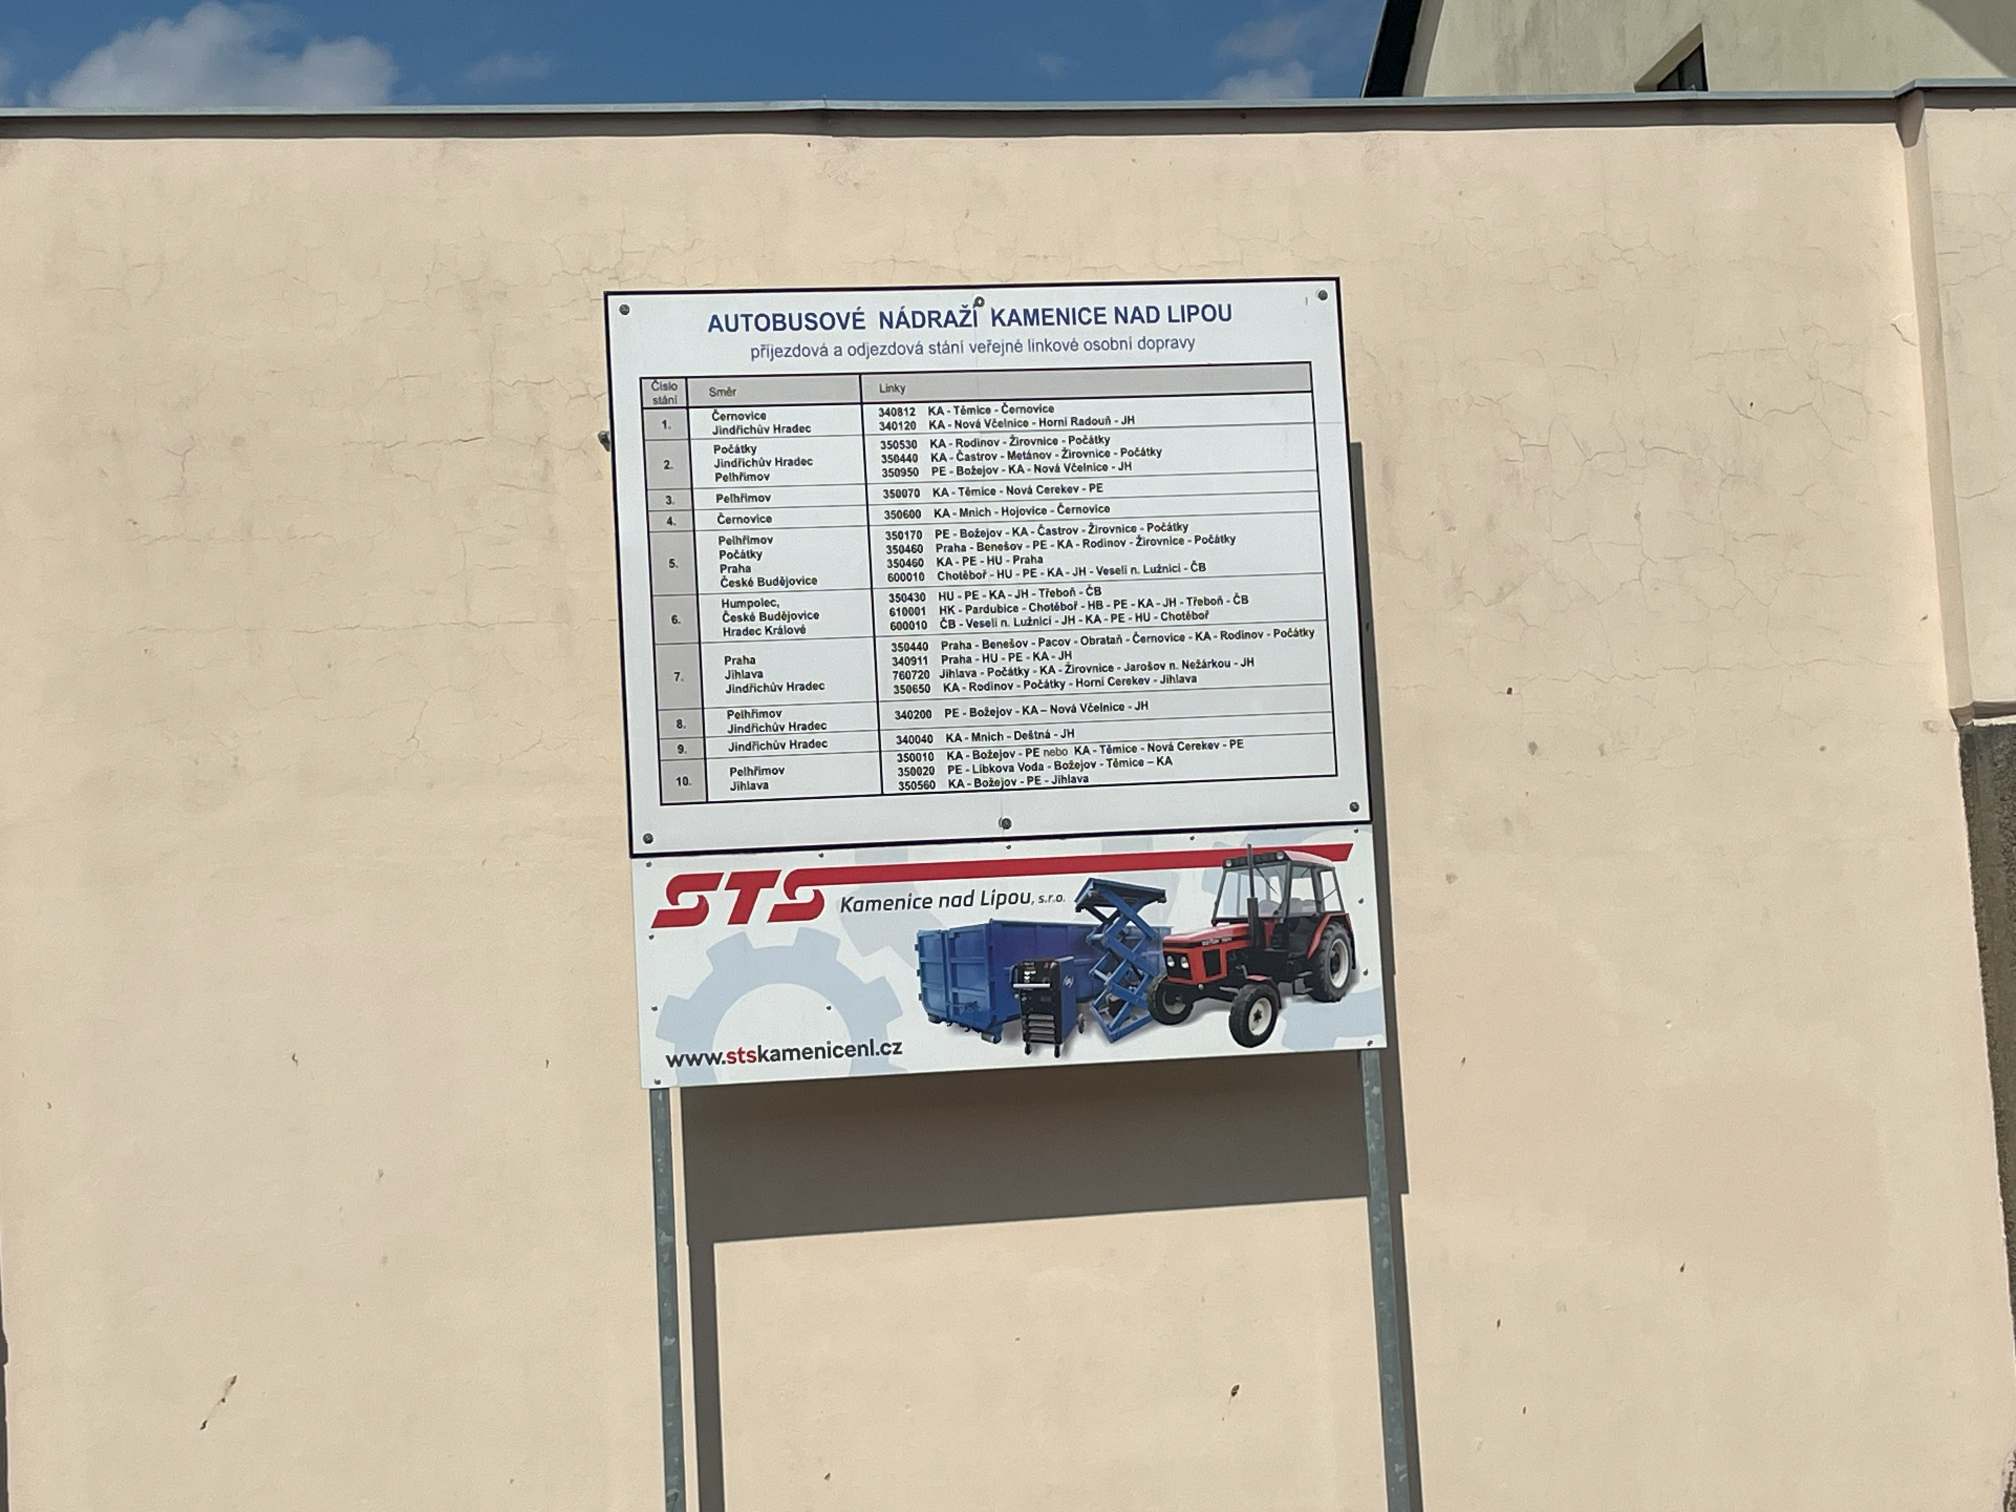 AUTOBUSOVÉ NÁDRAŽÍ KAMENICE NAD LIPOU
příjezdová a odjezdová stání veřejné linkové osobní dopravy
Číslo stání Směr Linky
1. Černovice 340812 KA - Těmice - Černovice
Jindřichův Hradec 340120 KA - Nová Včelnice - Horní Radouň - JH
2. Počátky 350530 KA - Rodinov - Žirovnice - Počátky
Jindřichův Hradec 350440 KA - Častrov - Metánov - Žirovnice - Počátky
Pelhřimov 350950 PE - Božejov - KA - Nová Včelnice - JH
3. Pelhřimov 350070 KA - Těmice - Nová Cerekev - PE
4. Černovice 350600 KA - Mnich - Hojovice - Černovice
5. Pelhřimov 350170 PE - Božejov - KA - Častrov - Žirovnice - Počátky
Počátky 350460 Praha - Benešov - PE - KA - Rodinov - Žirovnice - Počátky
Praha 350460 KA - PE - HU - Praha
České Budějovice 600010 Chotěboř - HU - PE - KA - JH - Veselí n. Lužnicí - ČB
6. Humpolec, 350430 HU - PE - KA - JH - Třeboň - ČB
České Budějovice 610001 HK - Pardubice - Chotěboř - HB - PE - KA - JH - Třeboň - ČB
Hradec Králové 600010 ČB - Veselí n. Lužnicí - JH - KA - PE - HU - Chotěboř
7. 350440 Praha - Benešov - Pacov - Obrataň - Černovice - KA - Rodinov - Počátky
Praha 340911 Praha - HU - PE - KA - JH
Jihlava 760720 Jihlava - Počátky - KA - Žirovnice - Jarošov n. Nežárkou - JH
Jindřichův Hradec 350650 KA - Rodinov - Počátky - Horní Cerekev - Jihlava
8. Pelhřimov 340200 PE - Božejov - KA – Nová Včelnice - JH
Jindřichův Hradec
9. Jindřichův Hradec 340040 KA - Mnich - Deštná - JH
10. 350010 KA - Božejov - PE nebo KA - Těmice - Nová Cerekev - PE
Pelhřimov 350020 PE - Libkova Voda - Božejov - Těmice – KA
Jihlava 350560 KA - Božejov - PE - Jihlava
STS Kamenice nad Lipou, s.r.o.
www.stskamenicenl.cz